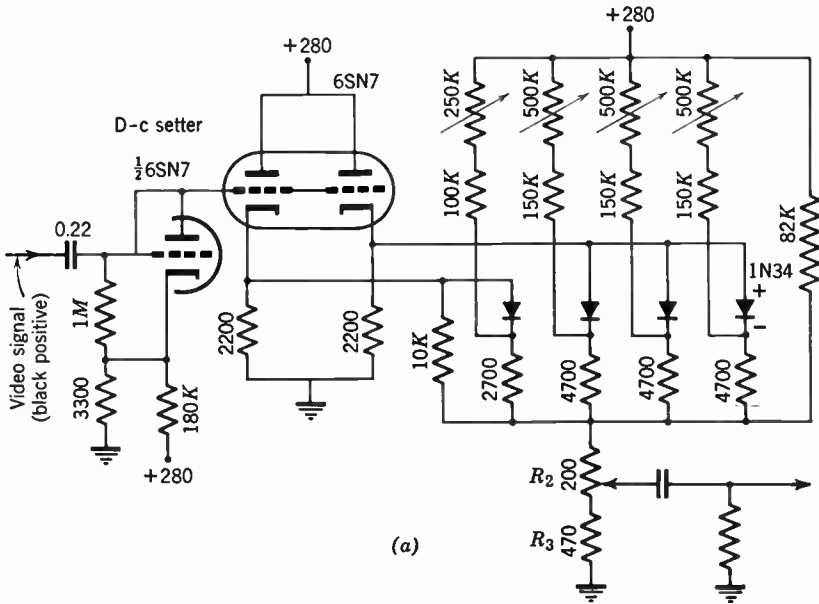 +280
+280
6SN7
D-c setter
½6SN7
250K
500K
500K
500K
100K
150K
150K
150K
82K
0.22
1N34
+
-
Video signal
(black positive)
1M
3300
180K
+280
2200
2200
10K
2700
4700
4700
4700
R₂
200
R₃
470
(a)